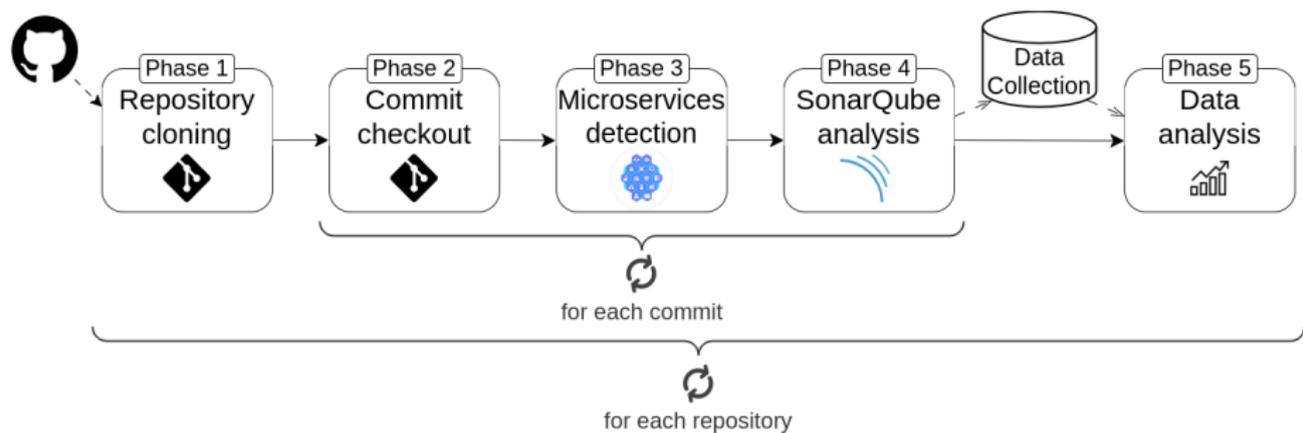 Phase 1
Repository
cloning
Phase 2
Commit
checkout
Phase 3
Microservices
detection
Phase 4
SonarQube
analysis
Data
Collection
Phase 5
Data
analysis
for each commit
for each repository